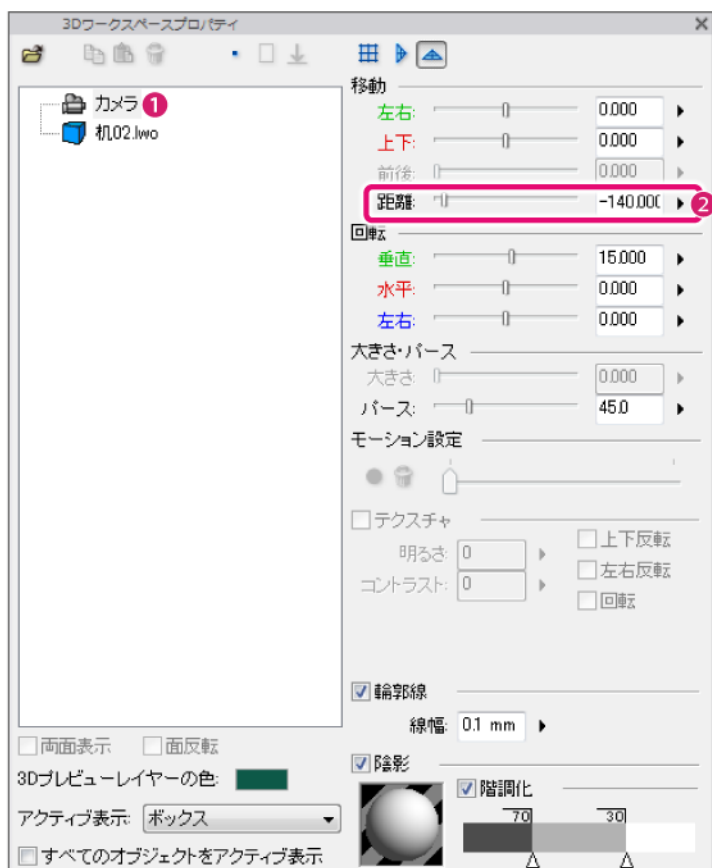 3Dワークスペースプロパティ
カメラ 1
机02.lwo
移動
左右: 0.000
上下: 0.000
前後: 0.000
距離: -140.000 2
回転
垂直: 15.000
水平: 0.000
左右: 0.000
大きさ・パース
大きさ: 0.000
パース: 45.0
モーション設定
テクスチャ
明るさ: 0
コントラスト: 0
上下反転
左右反転
回転
輪郭線
線幅: 0.1 mm
両面表示 面反転
3Dプレビューレイヤーの色:
アクティブ表示: ボックス
すべてのオブジェクトをアクティブ表示
陰影
階調化
70 30